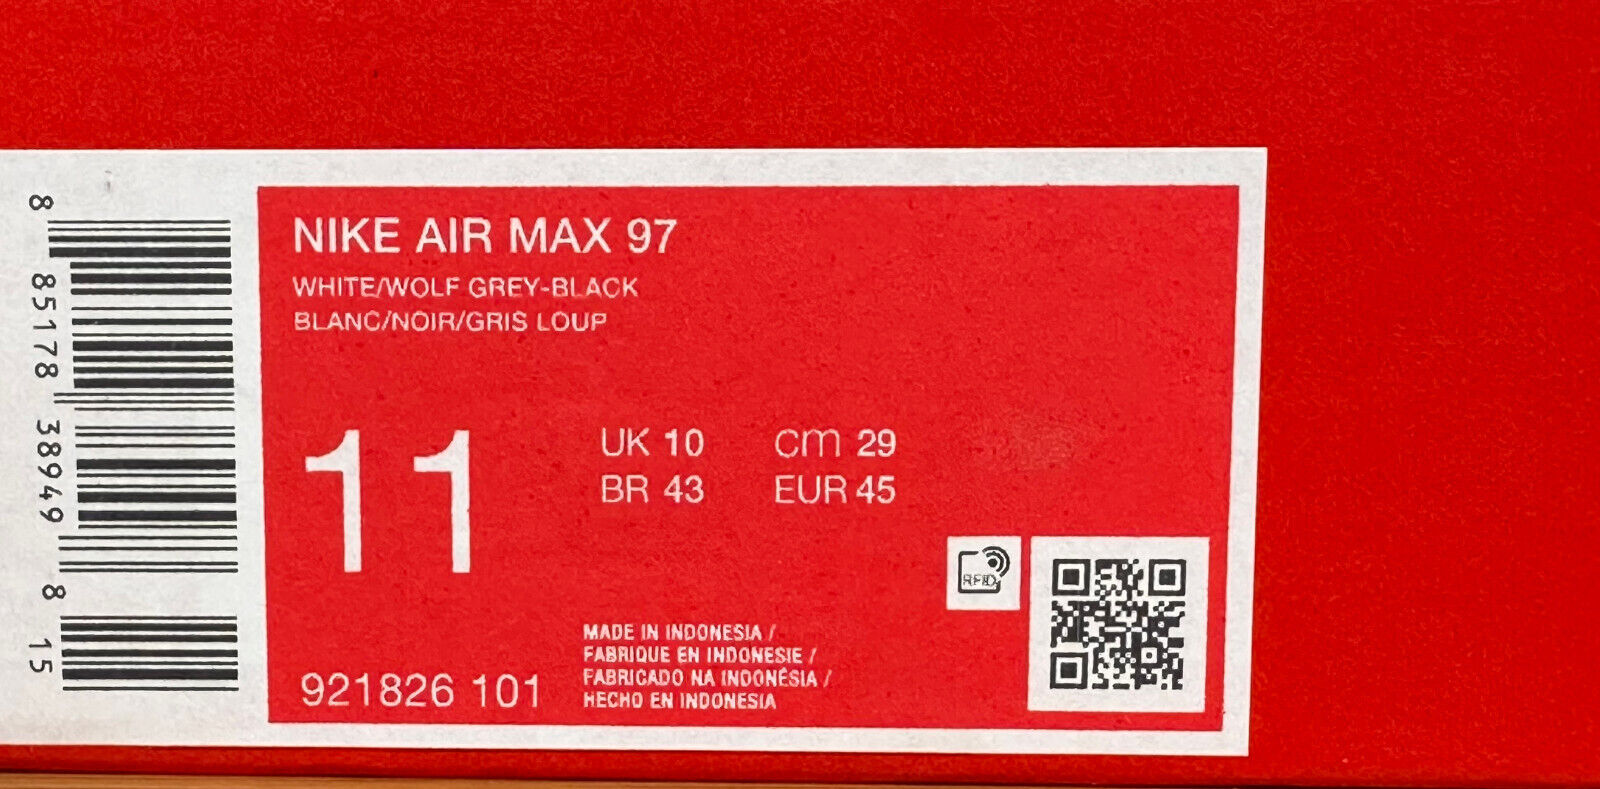 8 85178 38949 8 15
NIKE AIR MAX 97
WHITE/WOLF GREY-BLACK
BLANC/NOIR/GRIS LOUP
11
UK 10 cm 29
BR 43 EUR 45
RFID
921826 101
MADE IN INDONESIA /
FABRIQUE EN INDONESIE /
FABRICADO NA INDONÉSIA /
HECHO EN INDONESIA